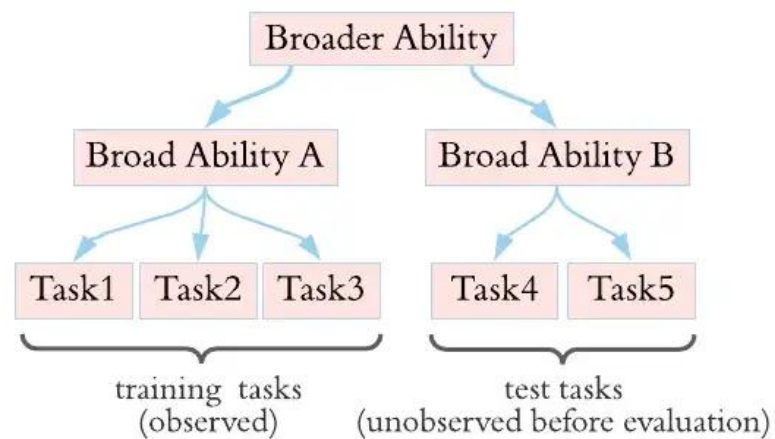 Broader Ability
Broad Ability A
Broad Ability B
Task1
Task2
Task3
Task4
Task5
training tasks
(observed)
test tasks
(unobserved before evaluation)